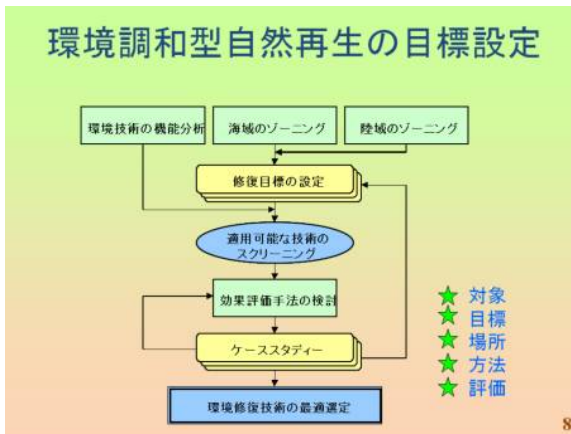 環境調和型自然再生の目標設定
環境技術の機能分析
海域のゾーニング
陸域のゾーニング
修復目標の設定
適用可能な技術の
スクリーニング
効果評価手法の検討
ケーススタディー
環境修復技術の最適選定
対象
目標
場所
方法
評価
8